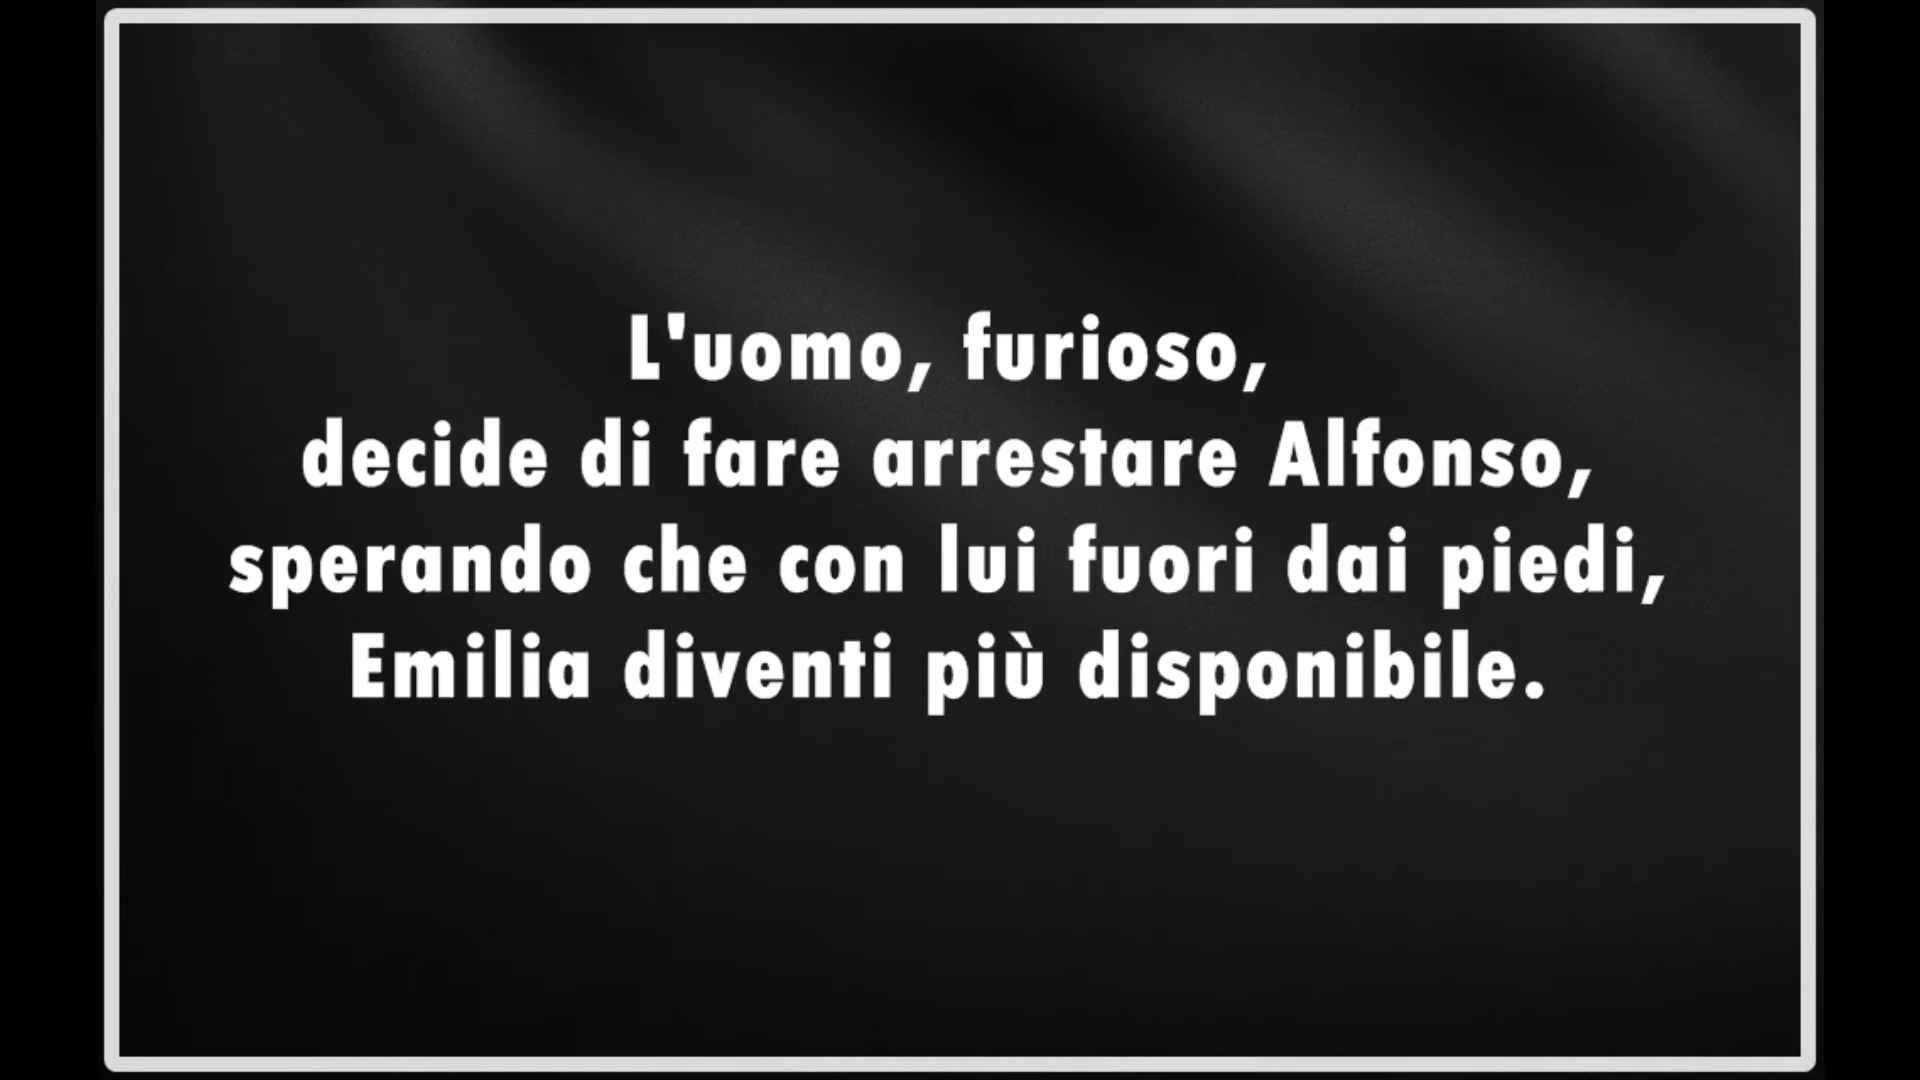 L'uomo, furioso,
decide di fare arrestare Alfonso,
sperando che con lui fuori dai piedi,
Emilia diventi più disponibile.